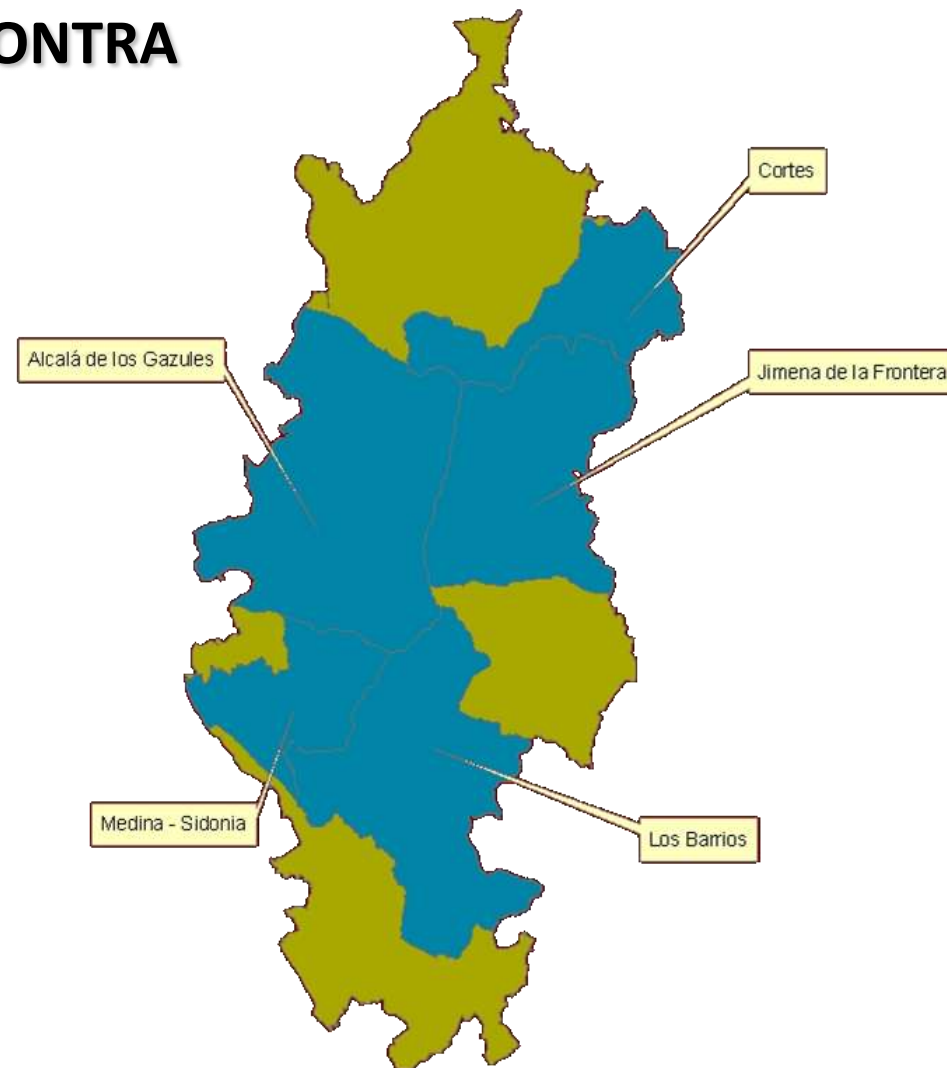 ONTRA
Cortes
Alcalá de los Gazules
Jimena de la Frontera
Medina - Sidonia
Los Barrios